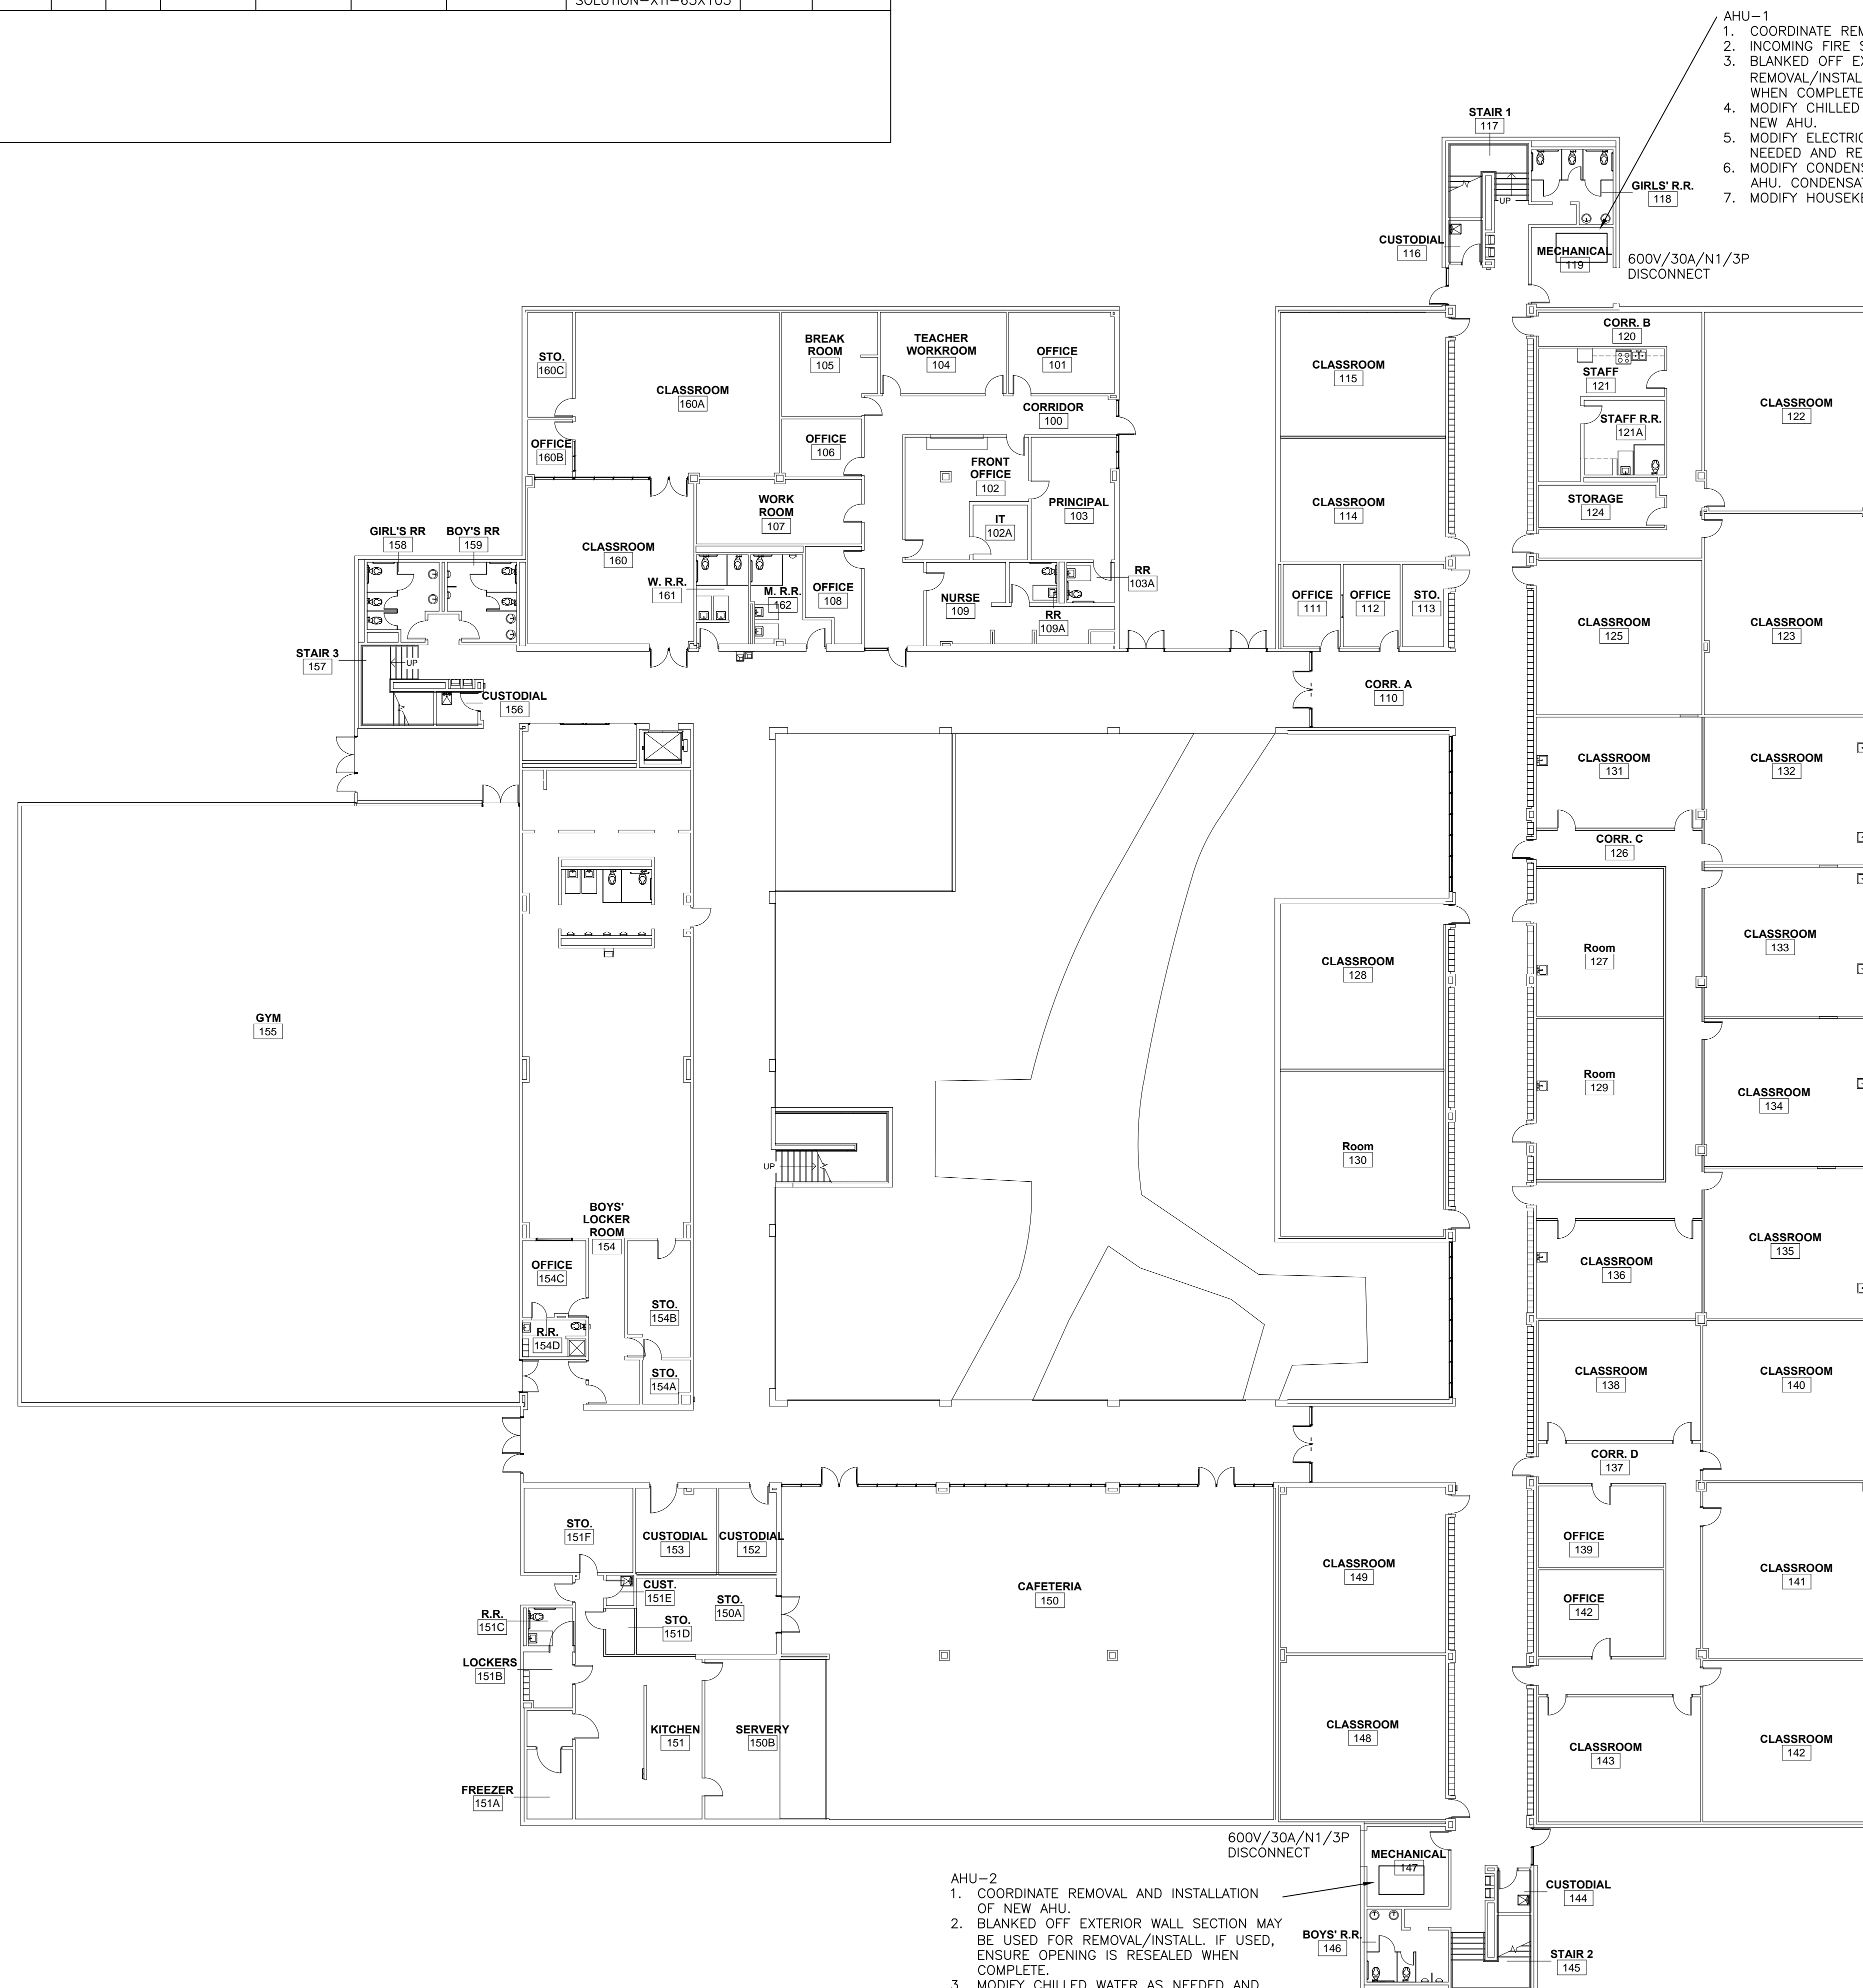 SOLUTION-XTI-63X105
AHU-1
1. COORDINATE REM
2. INCOMING FIRE S
3. BLANKED OFF EX
REMOVAL/INSTAL
WHEN COMPLETE
4. MODIFY CHILLED
NEW AHU.
5. MODIFY ELECTRIC
NEEDED AND RE
6. MODIFY CONDENS
AHU. CONDENSAT
7. MODIFY HOUSEKE
STAIR 1
117
UP
GIRLS' R.R.
118
CUSTODIAL
116
MECHANICAL
119
600V/30A/N1/3P
DISCONNECT
STO.
160C
CLASSROOM
160A
BREAK
ROOM
105
TEACHER
WORKROOM
104
OFFICE
101
CLASSROOM
115
CORR. B
120
STAFF
121
CLASSROOM
122
CORRIDOR
100
STAFF R.R.
121A
OFFICE
160B
OFFICE
106
FRONT
OFFICE
102
PRINCIPAL
103
IT
102A
WORK
ROOM
107
CLASSROOM
114
STORAGE
124
GIRL'S RR
158
BOY'S RR
159
CLASSROOM
160
W. R.R.
161
M. R.R.
162
OFFICE
108
NURSE
109
RR
109A
RR
103A
OFFICE
111
OFFICE
112
STO.
113
CLASSROOM
125
CLASSROOM
123
STAIR 3
157
UP
CUSTODIAL
156
CORR. A
110
CLASSROOM
131
CLASSROOM
132
CORR. C
126
Room
127
CLASSROOM
133
CLASSROOM
128
GYM
155
Room
129
CLASSROOM
134
Room
130
UP
BOYS'
LOCKER
ROOM
154
OFFICE
154C
STO.
154B
R.R.
154D
STO.
154A
CLASSROOM
136
CLASSROOM
135
CLASSROOM
138
CLASSROOM
140
CORR. D
137
STO.
151F
CUSTODIAL
153
CUSTODIAL
152
CUST.
151E
STO.
150A
STO.
151D
R.R.
151C
LOCKERS
151B
CAFETERIA
150
CLASSROOM
149
OFFICE
139
OFFICE
142
CLASSROOM
141
KITCHEN
151
SERVERY
150B
FREEZER
151A
CLASSROOM
148
CLASSROOM
143
CLASSROOM
142
600V/30A/N1/3P
DISCONNECT
MECHANICAL
147
CUSTODIAL
144
BOYS' R.R.
146
STAIR 2
145
AHU-2
1. COORDINATE REMOVAL AND INSTALLATION
OF NEW AHU.
2. BLANKED OFF EXTERIOR WALL SECTION MAY
BE USED FOR REMOVAL/INSTALL. IF USED,
ENSURE OPENING IS RESEALED WHEN
COMPLETE.
3. MODIFY CHILLED WATER AS NEEDED AND